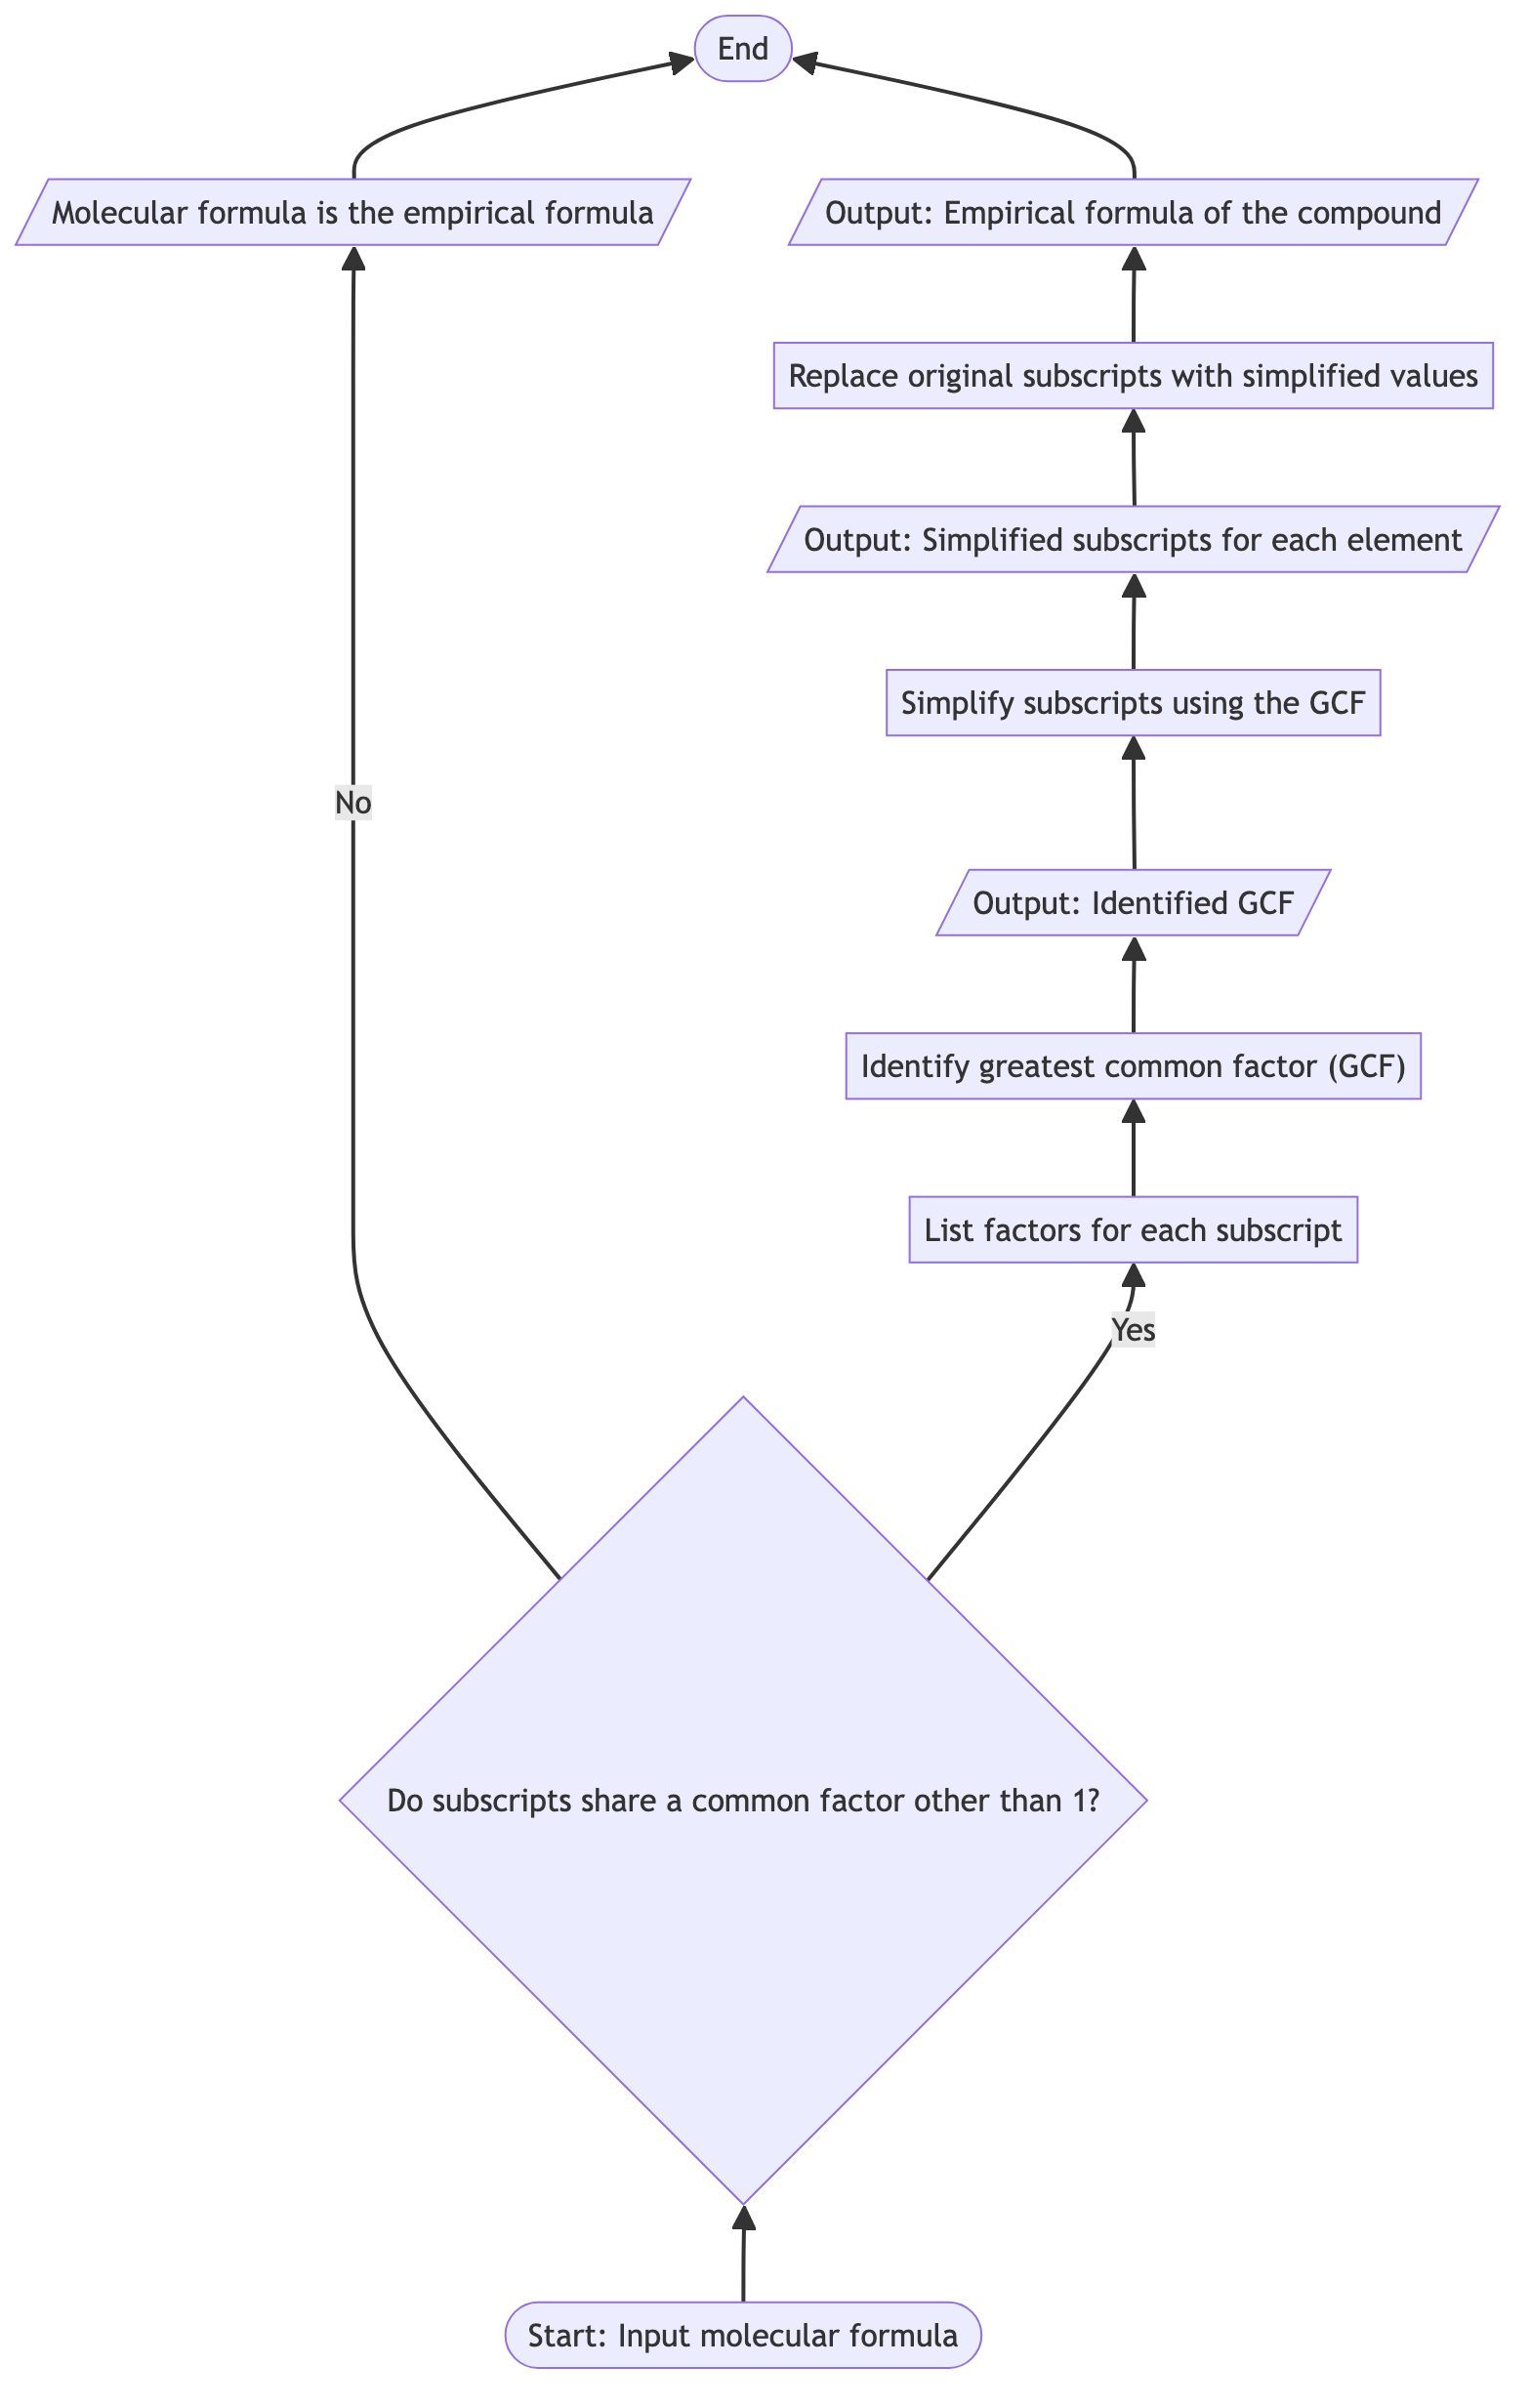 End
Molecular formula is the empirical formula
Output: Empirical formula of the compound
Replace original subscripts with simplified values
Output: Simplified subscripts for each element
Simplify subscripts using the GCF
No
Output: Identified GCF
Identify greatest common factor (GCF)
List factors for each subscript
Yes
Do subscripts share a common factor other than 1?
Start: Input molecular formula